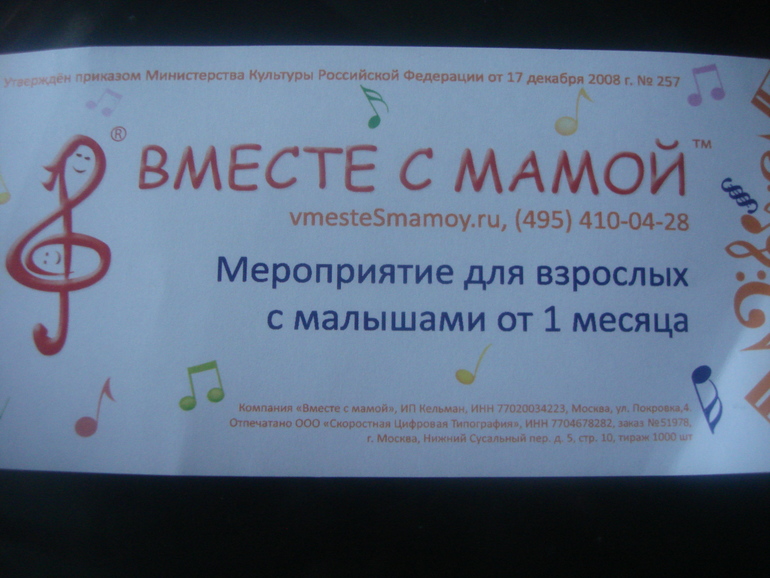 Утверждён приказом Министерства Культуры Российской Федерации от 17 декабря 2008 г. № 257
® ВМЕСТЕ С МАМОЙ ™
vmesteSmamoy.ru, (495) 410-04-28
Мероприятие для взрослых
с малышами от 1 месяца
Компания «Вместе с мамой», ИП Кельман, ИНН 77020034223, Москва, ул. Покровка,4.
Отпечатано ООО «Скоростная Цифровая Типография», ИНН 7704678282, заказ №51978,
г. Москва, Нижний Сусальный пер. д. 5, стр. 10, тираж 1000 шт